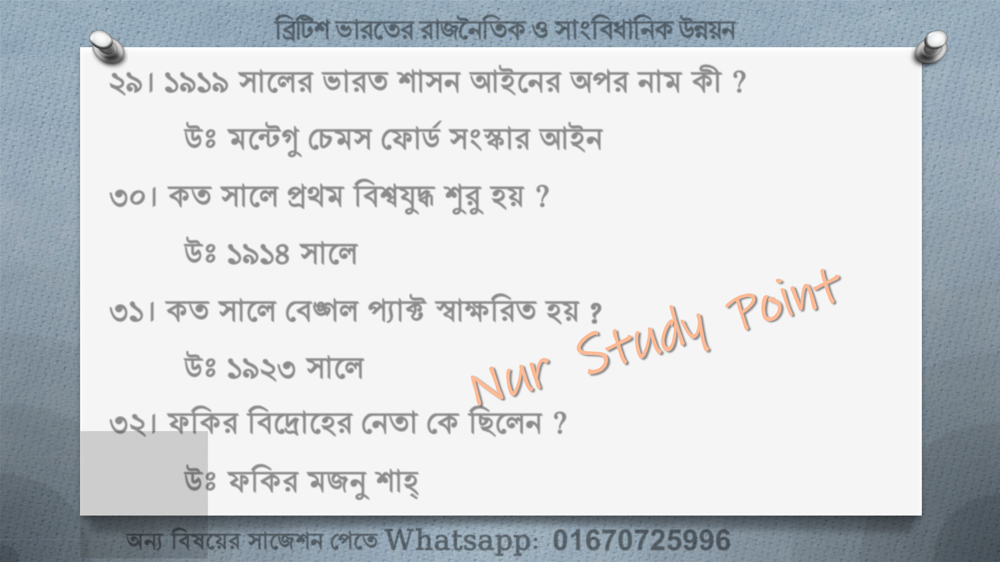 ব্রিটিশ ভারতের রাজনৈতিক ও সাংবিধানিক উন্নয়ন
২৯। ১৯১৯ সালের ভারত শাসন আইনের অপর নাম কী ?
উঃ মন্টেগু চেমস ফোর্ড সংস্কার আইন
৩০। কত সালে প্রথম বিশ্বযুদ্ধ শুরু হয় ?
উঃ ১৯১৪ সালে
৩১। কত সালে বেঙ্গল প্যাক্ট স্বাক্ষরিত হয় ?
উঃ ১৯২৩ সালে
Nur Study Point
৩২। ফকির বিদ্রোহের নেতা কে ছিলেন ?
উঃ ফকির মজনু শাহ্
অন্য বিষয়ের সাজেশন পেতে Whatsapp: 01670725996